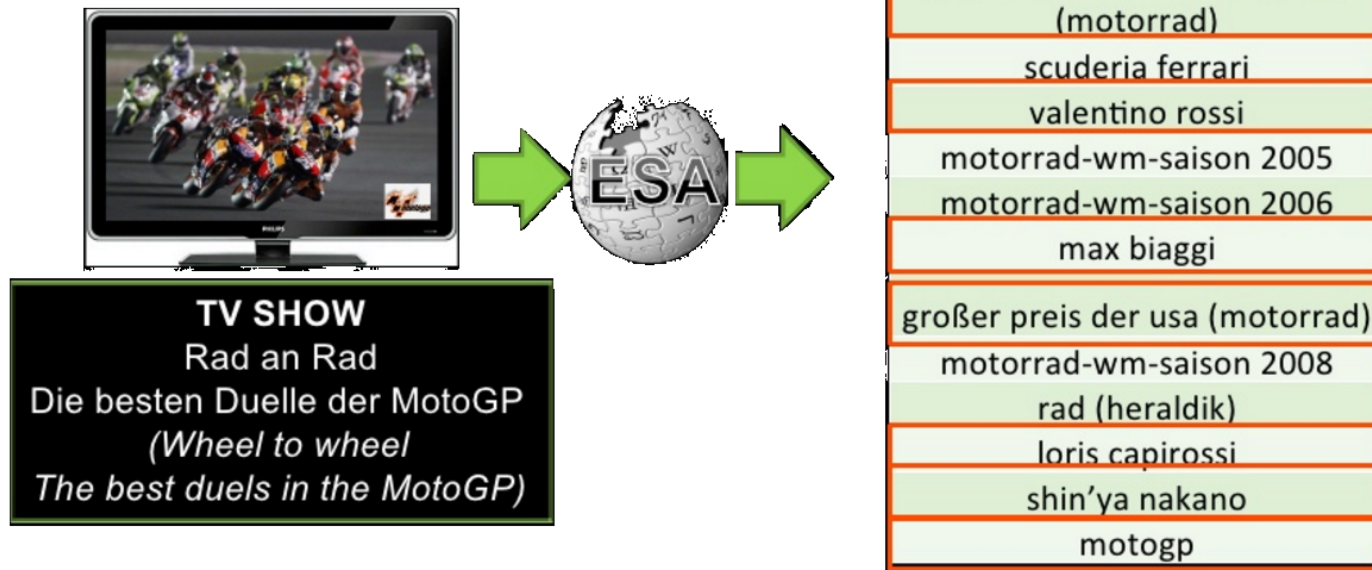 PHILIPS
TV SHOW
Rad an Rad
Die besten Duelle der MotoGP
(Wheel to wheel
The best duels in the MotoGP)
ESA
(motorrad)
scuderia ferrari
valentino rossi
motorrad-wm-saison 2005
motorrad-wm-saison 2006
max biaggi
großer preis der usa (motorrad)
motorrad-wm-saison 2008
rad (heraldik)
loris capirossi
shin’ya nakano
motogp